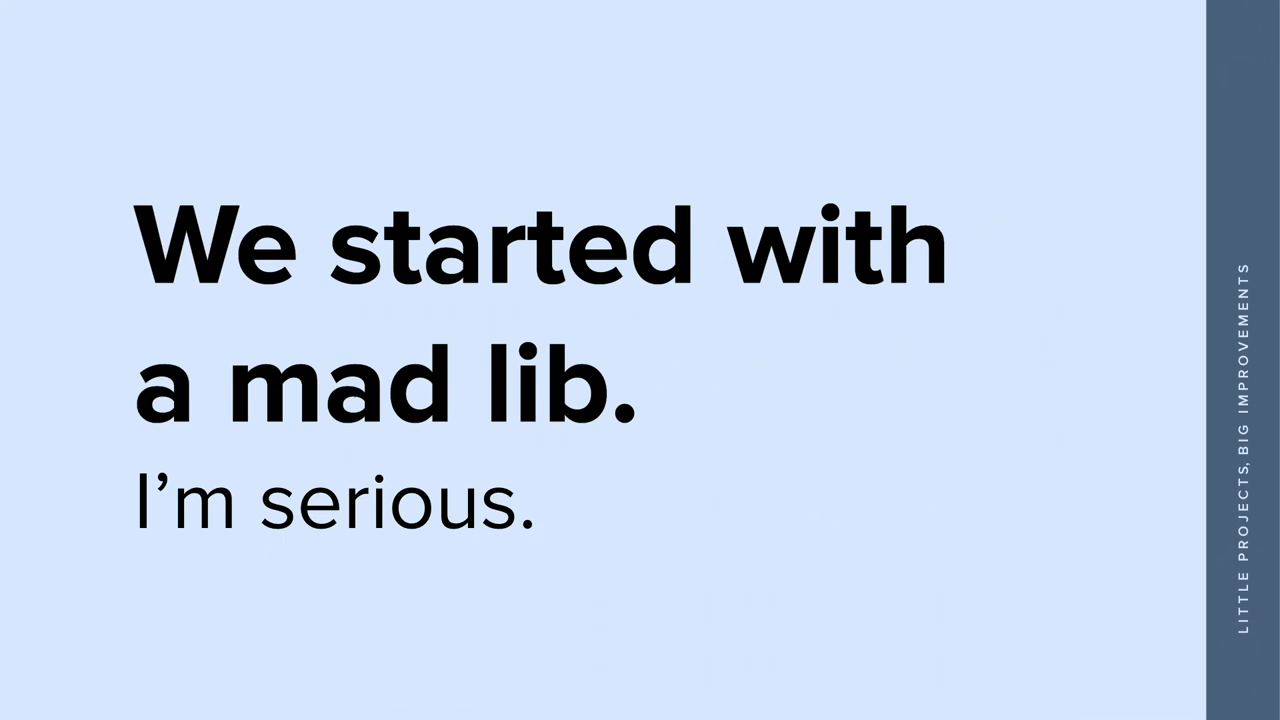 We started with
a mad lib.
I’m serious.
LITTLE PROJECTS, BIG IMPROVEMENTS